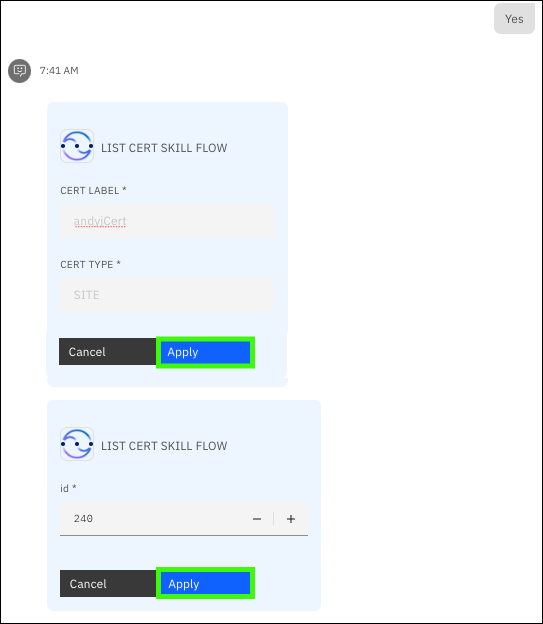 Yes
7:41 AM
LIST CERT SKILL FLOW
CERT LABEL *
andyjCert
CERT TYPE *
SITE
Cancel
Apply
LIST CERT SKILL FLOW
id *
240
Cancel
Apply